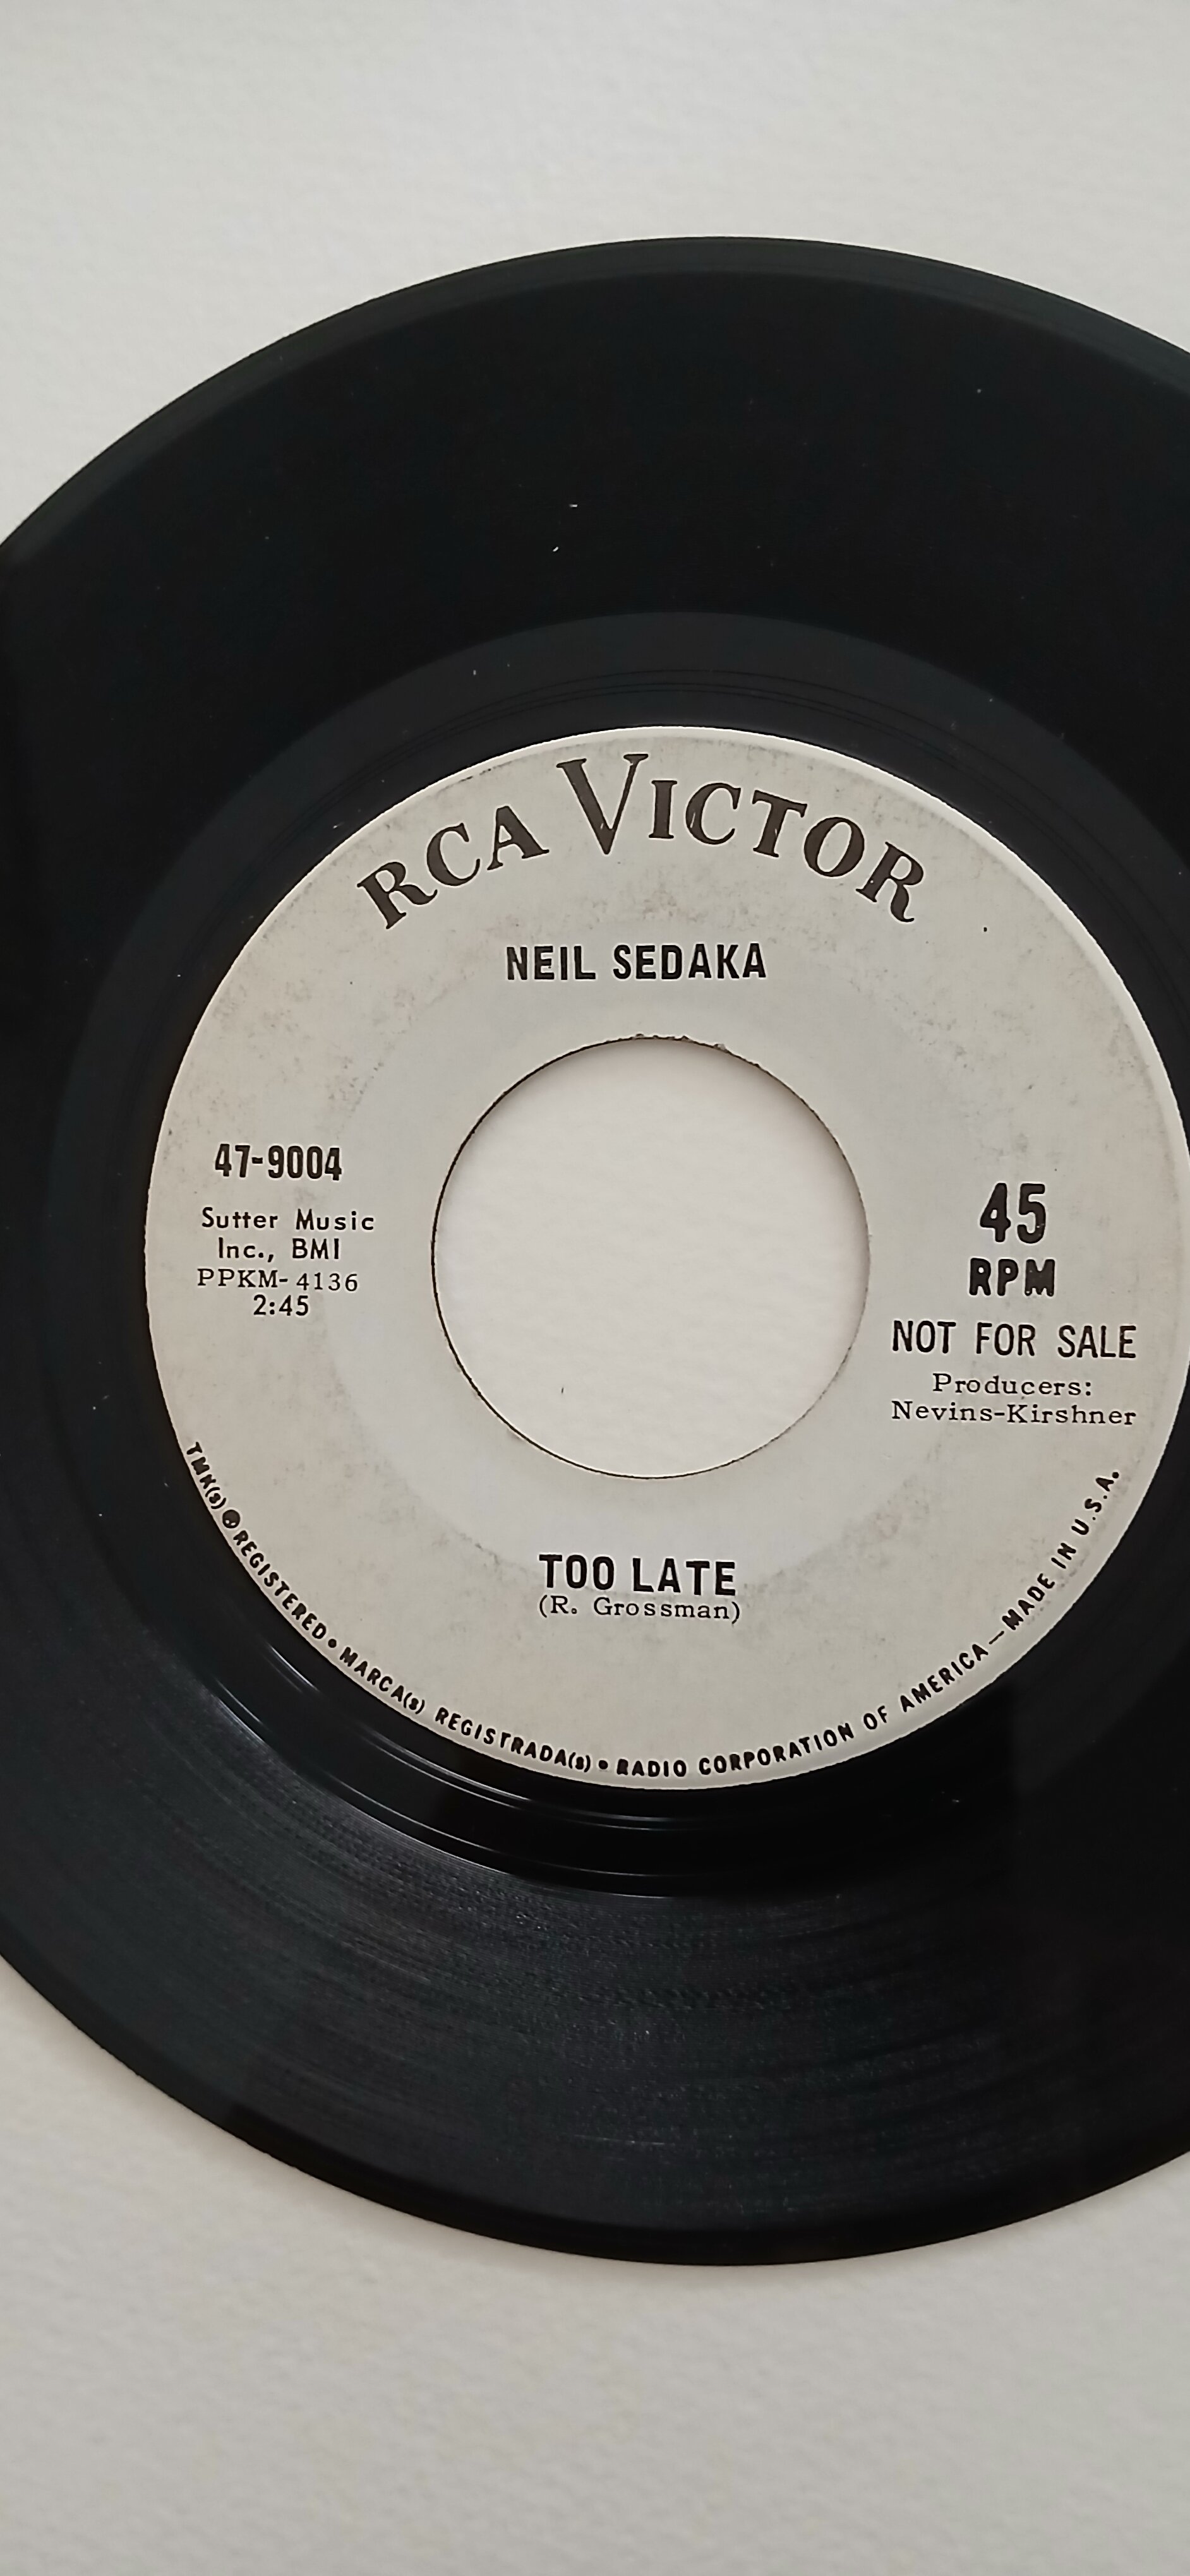 RCA VICTOR
NEIL SEDAKA
47-9004
Sutter Music
Inc., BMI
PPKM-4136
2:45
45
RPM
NOT FOR SALE
Producers:
Nevins-Kirshner
TOO LATE
(R. Grossman)
TMK(s) ® REGISTERED • MARCA(s) REGISTRADA(s) • RADIO CORPORATION OF AMERICA—MADE IN U.S.A.